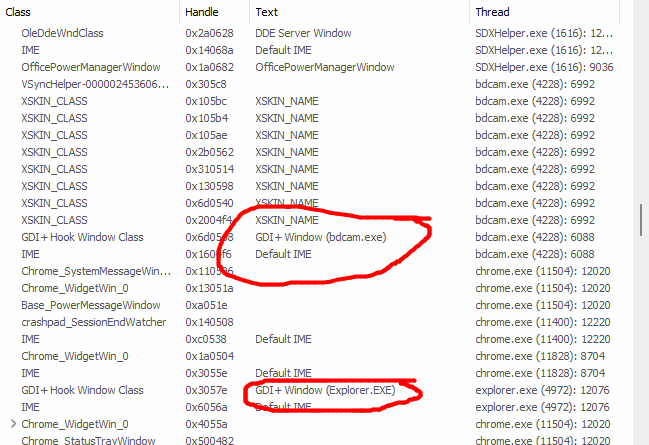 Class Handle Text Thread
OleDdeWndClass 0x2a0628 DDE Server Window SDXHelper.exe (1616): 12...
IME 0x14068a Default IME SDXHelper.exe (1616): 12...
OfficePowerManagerWindow 0x1a0682 OfficePowerManagerWindow SDXHelper.exe (1616): 9036
VSyncHelper-000002453606... 0x305c8 bdcam.exe (4228): 6992
XSKIN_CLASS 0x105bc XSKIN_NAME bdcam.exe (4228): 6992
XSKIN_CLASS 0x105b4 XSKIN_NAME bdcam.exe (4228): 6992
XSKIN_CLASS 0x105ae XSKIN_NAME bdcam.exe (4228): 6992
XSKIN_CLASS 0x2b0562 XSKIN_NAME bdcam.exe (4228): 6992
XSKIN_CLASS 0x310514 XSKIN_NAME bdcam.exe (4228): 6992
XSKIN_CLASS 0x130598 XSKIN_NAME bdcam.exe (4228): 6992
XSKIN_CLASS 0x6d0540 XSKIN_NAME bdcam.exe (4228): 6992
XSKIN_CLASS 0x2004f4 XSKIN_NAME bdcam.exe (4228): 6992
GDI+ Hook Window Class GDI+ Window (bdcam.exe) bdcam.exe (4228): 6088
IME Default IME bdcam.exe (4228): 6088
Chrome_SystemMessageWin... chrome.exe (11504): 12020
Chrome_WidgetWin_0 0x13051a chrome.exe (11504): 12020
Base_PowerMessageWindow 0xa051e chrome.exe (11504): 12020
crashpad_SessionEndWatcher 0x140508 chrome.exe (11400): 12220
IME 0xc0538 Default IME chrome.exe (11400): 12220
Chrome_WidgetWin_0 0x1a0504 chrome.exe (11828): 8704
IME 0x3055e Default IME chrome.exe (11828): 8704
GDI+ Hook Window Class 0x3057e GDI+ Window (Explorer.EXE) explorer.exe (4972): 12076
IME 0x6056a Default IME explorer.exe (4972): 12076
Chrome_WidgetWin_0 0x4055a chrome.exe (11504): 12020
Chrome_StatusTrayWindow 0x500482 chrome.exe (11504): 12020